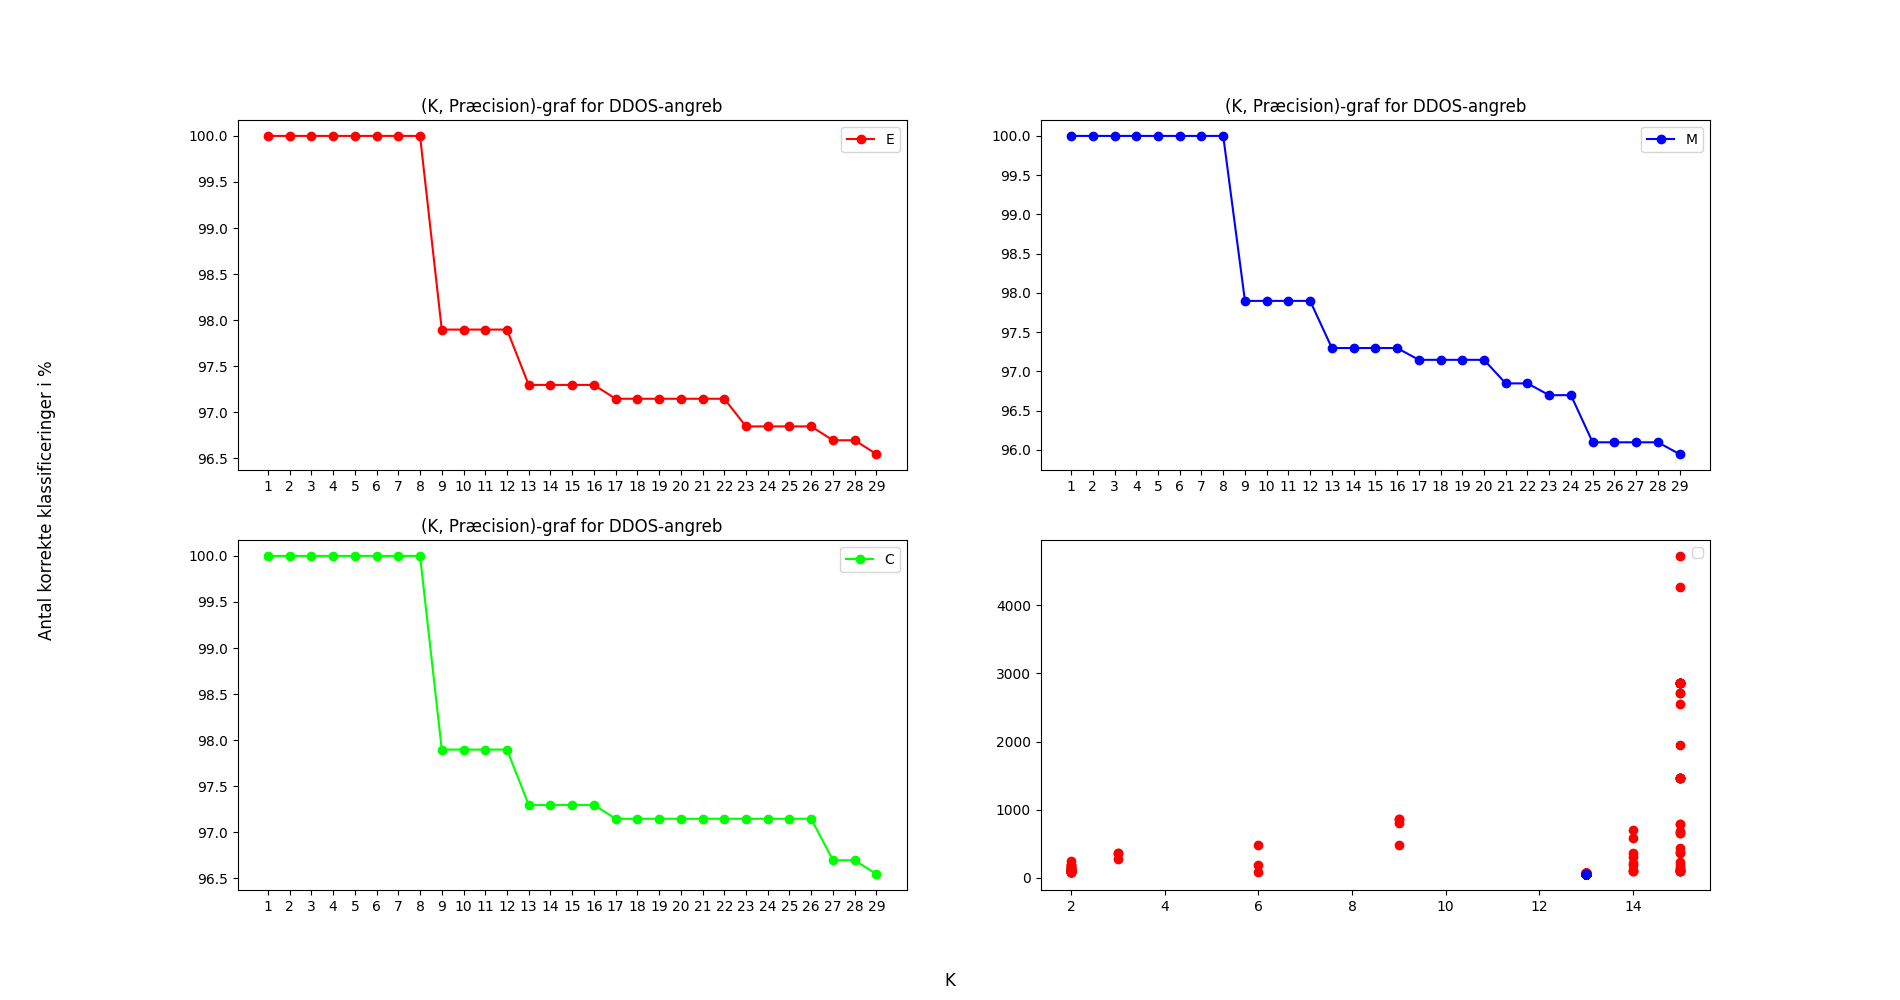 (K, Præcision)-graf for DDOS-angreb
E
100.0
99.5
99.0
98.5
98.0
97.5
97.0
96.5
1 2 3 4 5 6 7 8 9 10 11 12 13 14 15 16 17 18 19 20 21 22 23 24 25 26 27 28 29
(K, Præcision)-graf for DDOS-angreb
M
100.0
99.5
99.0
98.5
98.0
97.5
97.0
96.5
96.0
1 2 3 4 5 6 7 8 9 10 11 12 13 14 15 16 17 18 19 20 21 22 23 24 25 26 27 28 29
Antal korrekte klassificeringer i %
(K, Præcision)-graf for DDOS-angreb
C
100.0
99.5
99.0
98.5
98.0
97.5
97.0
96.5
1 2 3 4 5 6 7 8 9 10 11 12 13 14 15 16 17 18 19 20 21 22 23 24 25 26 27 28 29
4000
3000
2000
1000
0
2 4 6 8 10 12 14
K